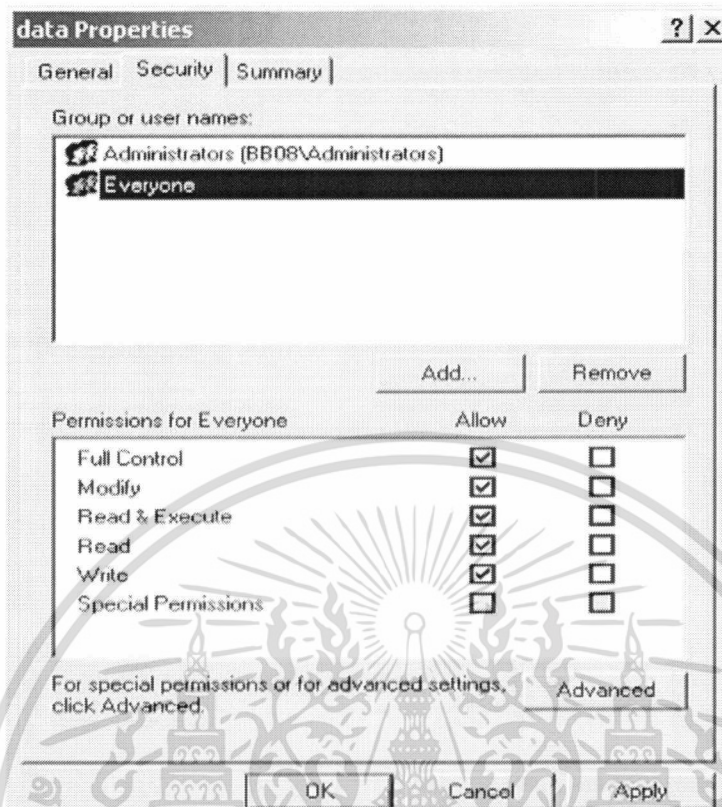 data Properties
General Security Summary
Group or user names:
Administrators (BB08\Administrators)
Everyone
Add... Remove
Permissions for Everyone Allow Deny
Full Control
Modify
Read & Execute
Read
Write
Special Permissions
For special permissions or for advanced settings, click Advanced. Advanced
OK Cancel Apply